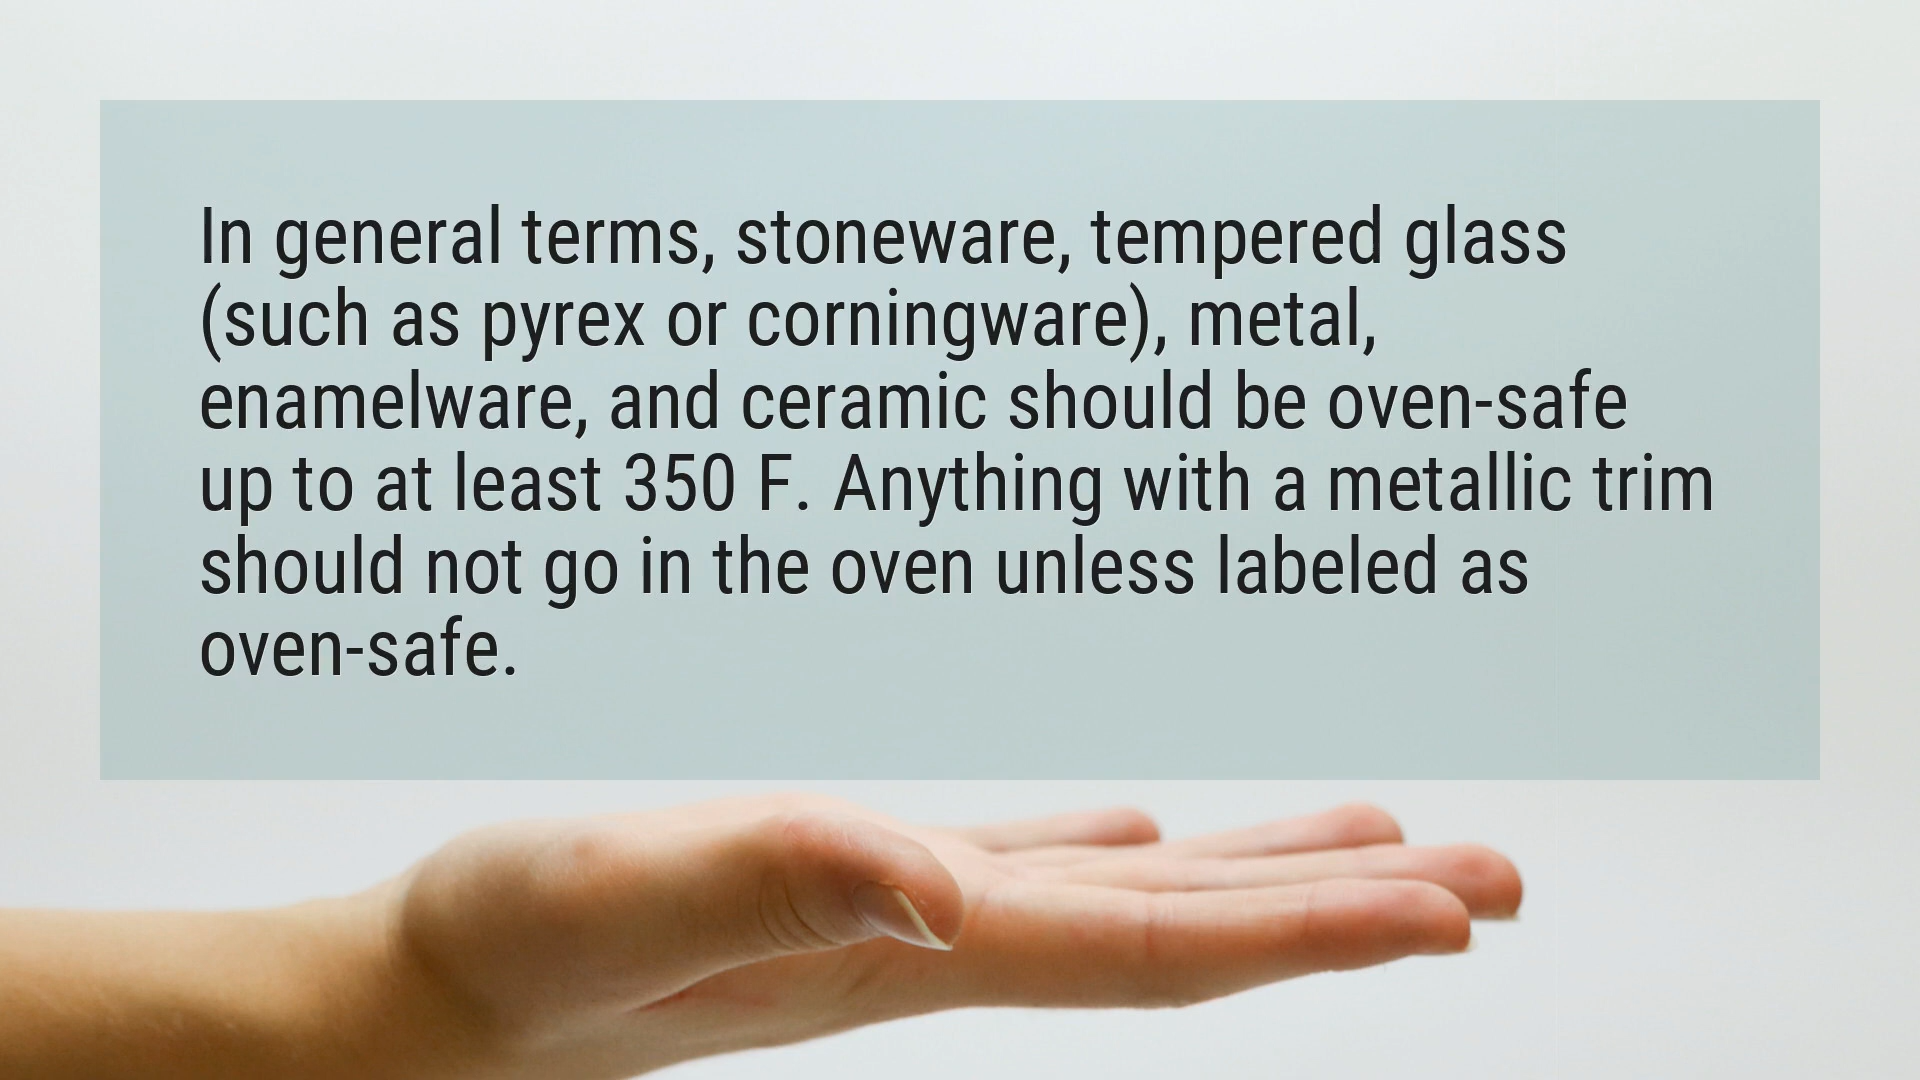 In general terms, stoneware, tempered glass
(such as pyrex or corningware), metal,
enamelware, and ceramic should be oven-safe
up to at least 350 F. Anything with a metallic trim
should not go in the oven unless labeled as
oven-safe.